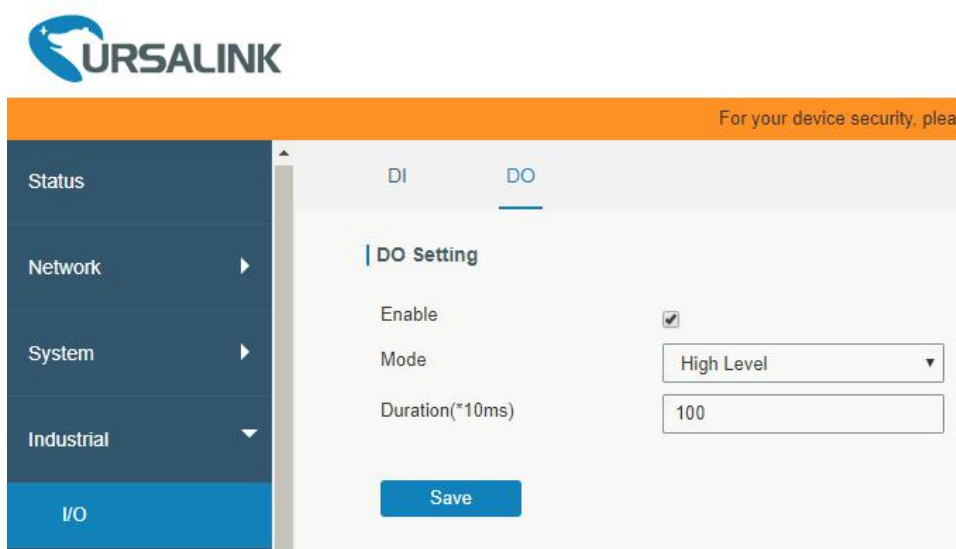 URSALINK
For your device security, plea
Status
Network
System
Industrial
I/O
DI DO
DO Setting
Enable
Mode High Level
Duration(*10ms) 100
Save